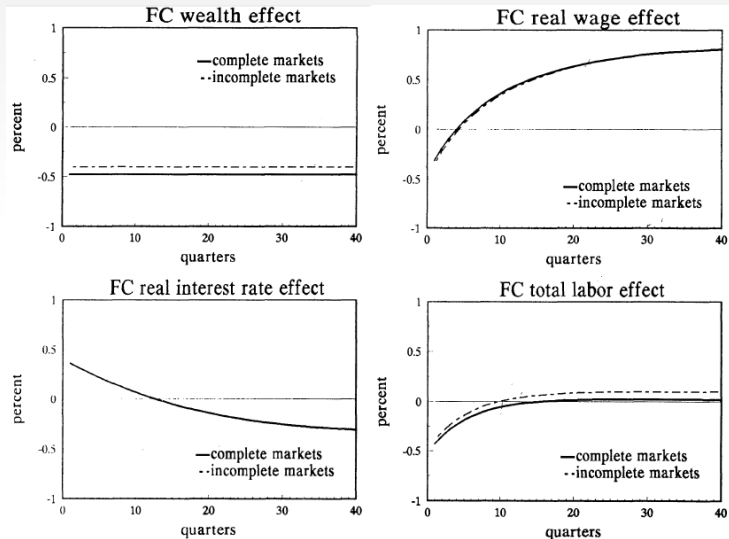 FC wealth effect
1
0.5
0
-0.5
-1
percent
complete markets
incomplete markets
0 10 20 30 40
quarters
FC real wage effect
1
0.5
0
-0.5
-1
percent
complete markets
incomplete markets
0 10 20 30 40
quarters
FC real interest rate effect
1
0.5
0
-0.5
-1
percent
complete markets
incomplete markets
0 10 20 30 40
quarters
FC total labor effect
1
0.5
0
-0.5
-1
percent
complete markets
incomplete markets
0 10 20 30 40
quarters